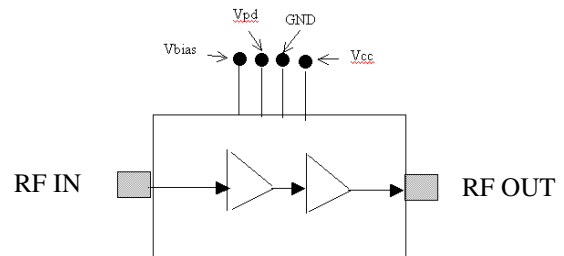 Vpd
GND
Vbias
Vcc
RF IN
RF OUT